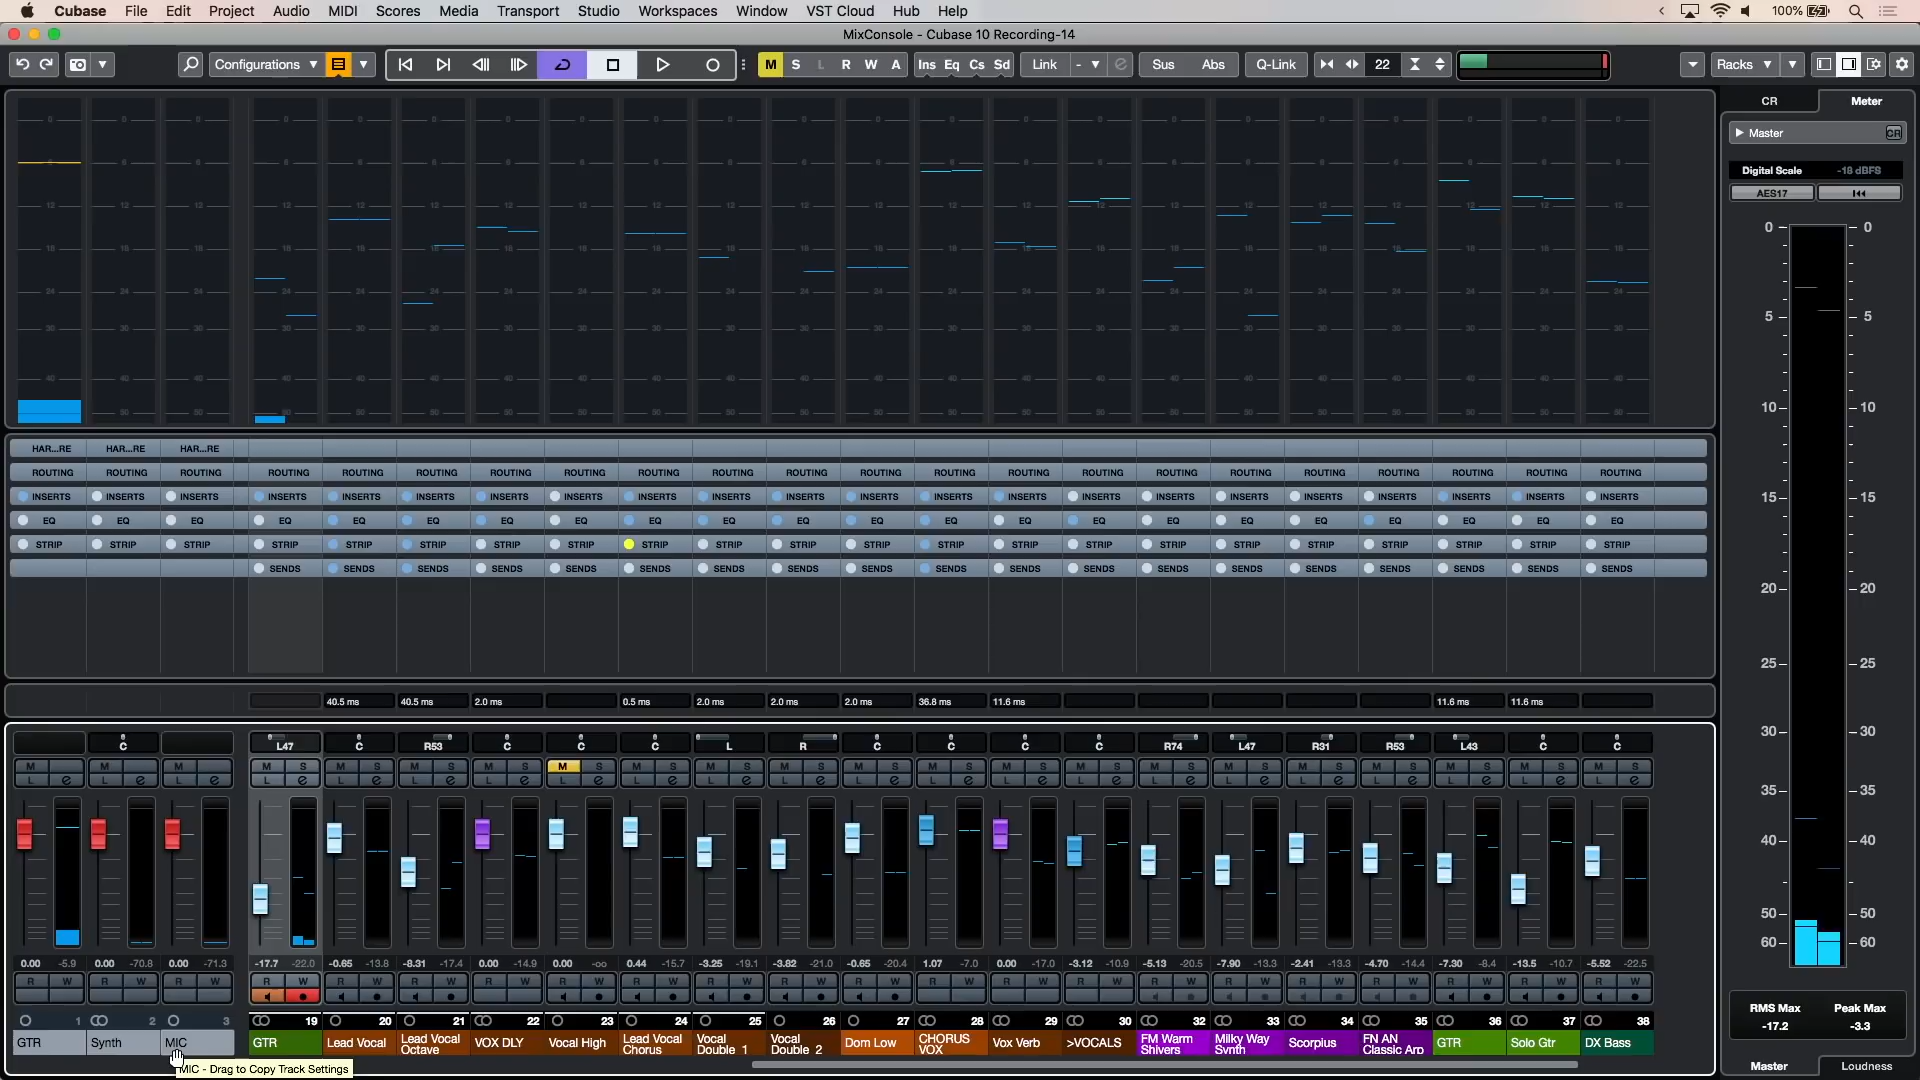 Cubase File Edit Project Audio MIDI Scores Media Transport Studio Workspaces Window VST Cloud Hub Help 100%
MixConsole - Cubase 10 Recording-14
Configurations M S L R W A Ins Eq Cs Sd Link - Sus Abs Q-Link 22 Racks
CR Meter
Master CR
Digital Scale -18 dBFS
AES17
HAR...RE HAR...RE HAR...RE
ROUTING ROUTING ROUTING ROUTING ROUTING ROUTING ROUTING ROUTING ROUTING ROUTING ROUTING ROUTING ROUTING ROUTING ROUTING ROUTING ROUTING ROUTING ROUTING ROUTING ROUTING ROUTING
INSERTS INSERTS INSERTS INSERTS INSERTS INSERTS INSERTS INSERTS INSERTS INSERTS INSERTS INSERTS INSERTS INSERTS INSERTS INSERTS INSERTS INSERTS INSERTS INSERTS INSERTS INSERTS
EQ EQ EQ EQ EQ EQ EQ EQ EQ EQ EQ EQ EQ EQ EQ EQ EQ EQ EQ EQ EQ EQ
STRIP STRIP STRIP STRIP STRIP STRIP STRIP STRIP STRIP STRIP STRIP STRIP STRIP STRIP STRIP STRIP STRIP STRIP STRIP STRIP STRIP STRIP
SENDS SENDS SENDS SENDS SENDS SENDS SENDS SENDS SENDS SENDS SENDS SENDS SENDS SENDS SENDS SENDS SENDS SENDS SENDS
40.5 ms 40.5 ms 2.0 ms 0.5 ms 2.0 ms 2.0 ms 2.0 ms 36.8 ms 11.6 ms 11.6 ms 11.6 ms
C L47 C R53 C C C L R C C C C R74 L47 R31 R53 L43 C C
0.00 -5.9 0.00 -70.8 0.00 -71.3 -17.7 -22.0 -0.65 -13.8 -8.31 -17.4 0.00 -14.9 0.00 -oo 0.44 -15.7 -3.25 -19.1 -3.82 -21.0 -0.65 -20.4 1.07 -7.0 0.00 -17.0 -3.12 -10.9 -5.13 -20.5 -7.90 -13.3 -2.41 -13.3 -4.70 -14.4 -7.30 -8.4 -13.5 -10.7 -5.52 -22.5
1 2 3 19 20 21 22 23 24 25 26 27 28 29 30 32 33 34 35 36 37 38
GTR Synth MIC GTR Lead Vocal Lead Vocal Octave VOX DLY Vocal High Lead Vocal Chorus Vocal Double 1 Vocal Double 2 Dom Low CHORUS VOX Vox Verb >VOCALS FM Warm Shivers Milky Way Synth Scorpius FN AN Classic Arp GTR Solo Gtr DX Bass
MIC - Drag to Copy Track Settings
0 0
5 5
10 10
15 15
20 20
25 25
30 30
35 35
40 40
50 50
60 60
RMS Max Peak Max
-17.2 -3.3
Master Loudness